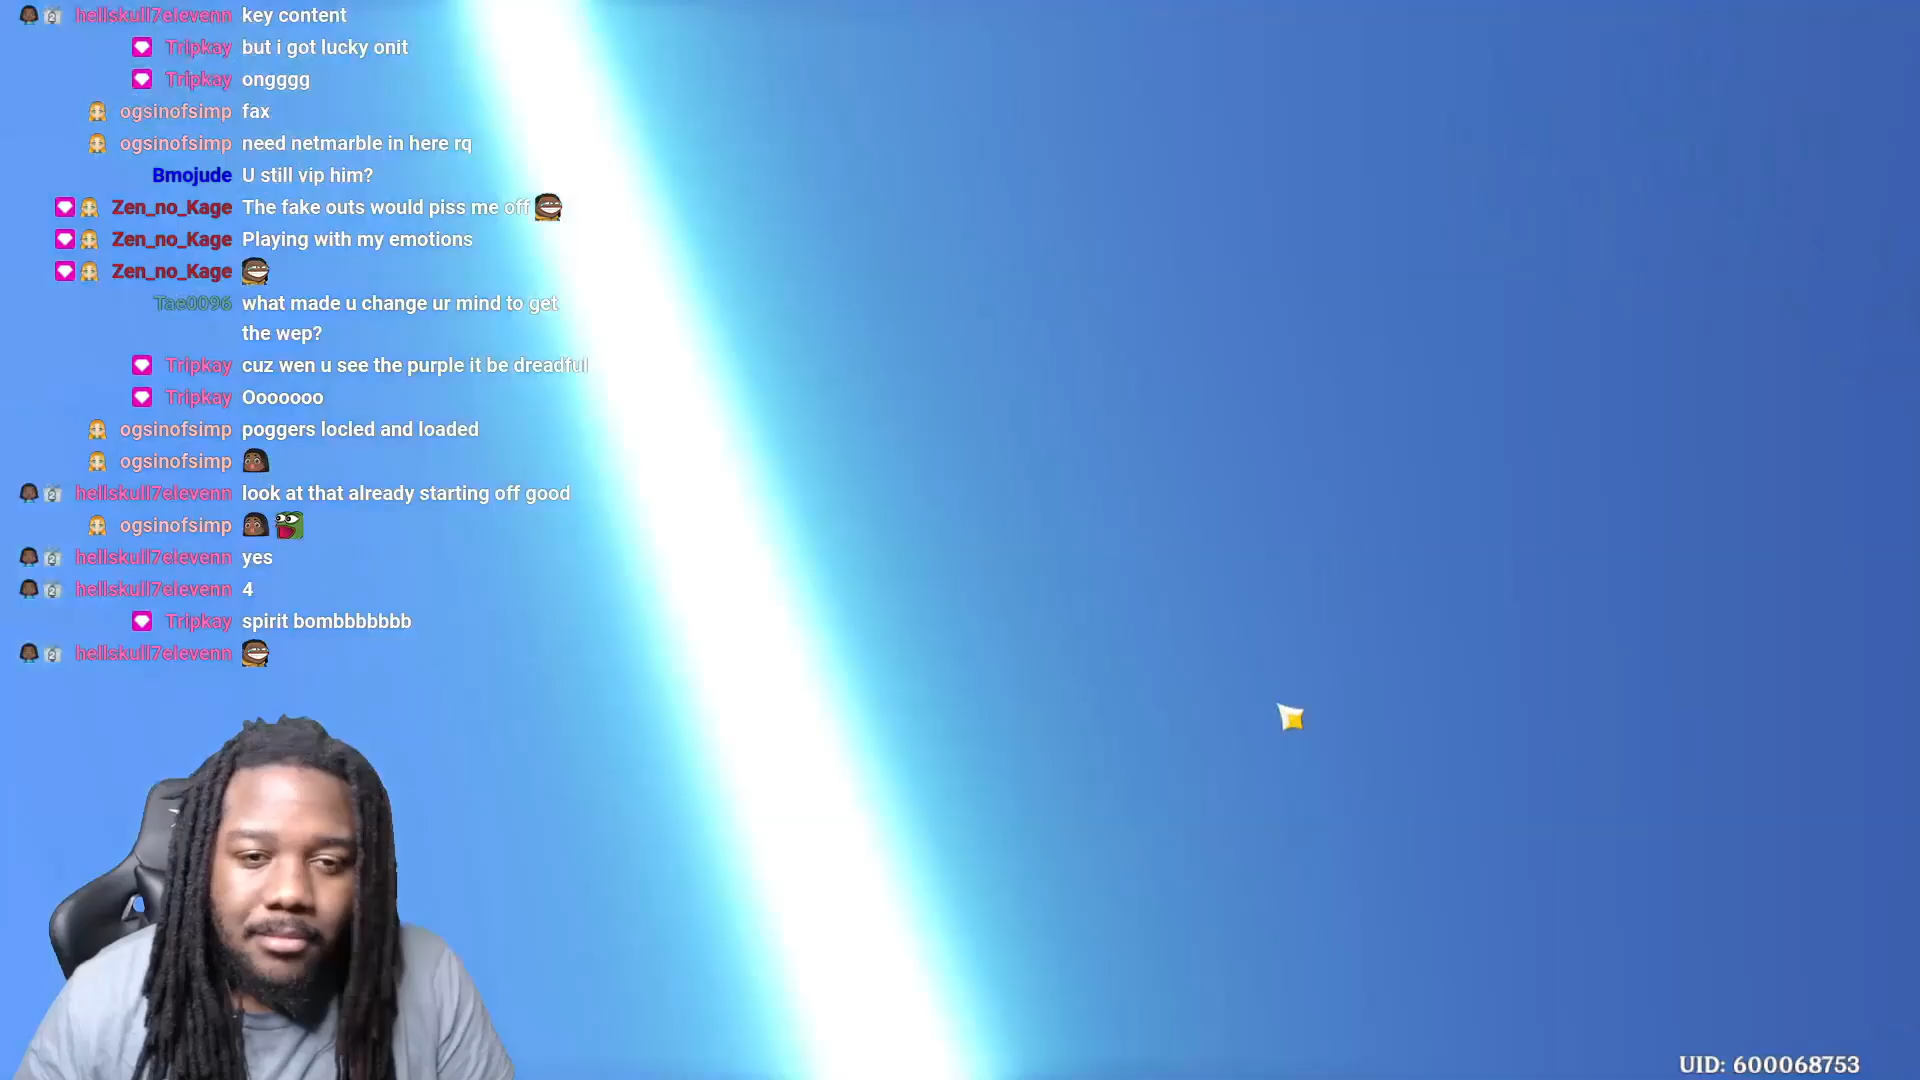 hellskull7elevenn key content
Tripkay but i got lucky onit
Tripkay ongggg
ogsinofsimp fax
ogsinofsimp need netmarble in here rq
Bmojude U still vip him?
Zen_no_Kage The fake outs would piss me off
Zen_no_Kage Playing with my emotions
Zen_no_Kage
Tae0096 what made u change ur mind to get
the wep?
Tripkay cuz wen u see the purple it be dreadful
Tripkay Ooooooo
ogsinofsimp poggers locled and loaded
ogsinofsimp
hellskull7elevenn look at that already starting off good
ogsinofsimp
hellskull7elevenn yes
hellskull7elevenn 4
Tripkay spirit bombbbbbbb
hellskull7elevenn
UID: 600068753